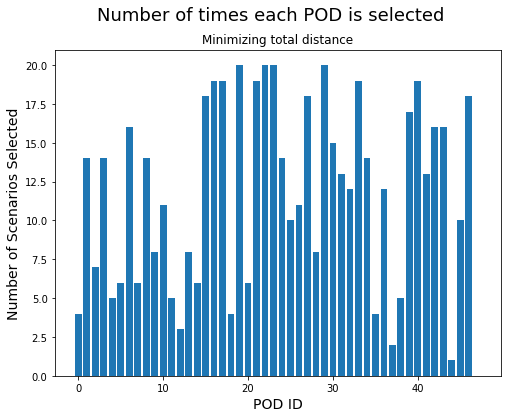 Number of times each POD is selected
Minimizing total distance
Number of Scenarios Selected
20.0
17.5
15.0
12.5
10.0
7.5
5.0
2.5
0.0
0 10 20 30 40
POD ID